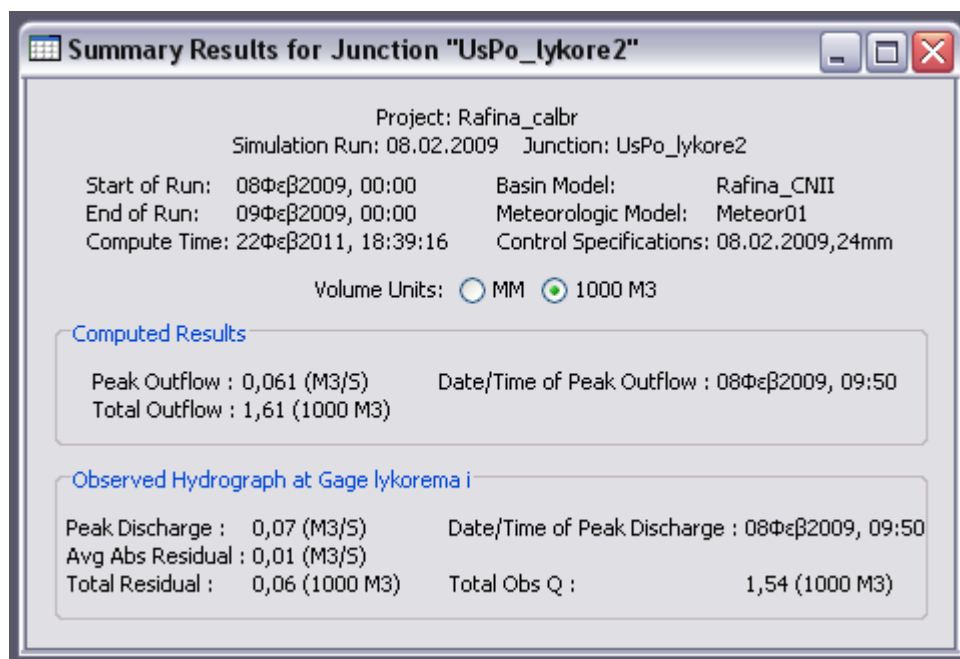 Summary Results for Junction "UsPo_lykore2"
Project: Rafina_calbr
Simulation Run: 08.02.2009 Junction: UsPo_lykore2
Start of Run: 08Φεβ2009, 00:00 Basin Model: Rafina_CNII
End of Run: 09Φεβ2009, 00:00 Meteorologic Model: Meteor01
Compute Time: 22Φεβ2011, 18:39:16 Control Specifications: 08.02.2009,24mm
Volume Units: MM 1000 M3
Computed Results
Peak Outflow : 0,061 (M3/S) Date/Time of Peak Outflow : 08Φεβ2009, 09:50
Total Outflow : 1,61 (1000 M3)
Observed Hydrograph at Gage lykorema i
Peak Discharge : 0,07 (M3/S) Date/Time of Peak Discharge : 08Φεβ2009, 09:50
Avg Abs Residual : 0,01 (M3/S)
Total Residual : 0,06 (1000 M3) Total Obs Q : 1,54 (1000 M3)